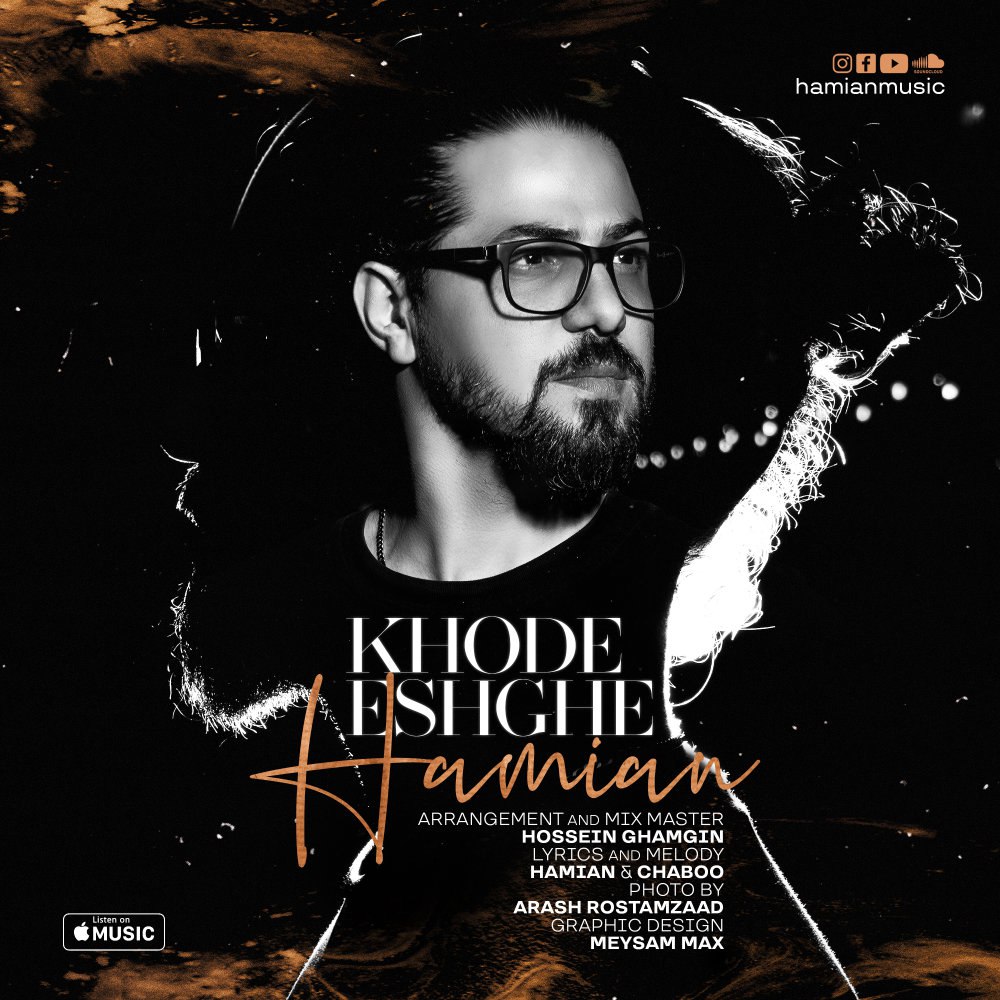 SOUNDCLOUD
hamianmusic
KHODE
ESHGHE
Hamian
ARRANGEMENT AND MIX MASTER
HOSSEIN GHAMGIN
LYRICS AND MELODY
HAMIAN & CHABOO
PHOTO BY
ARASH ROSTAMZAAD
GRAPHIC DESIGN
MEYSAM MAX
Listen on
MUSIC